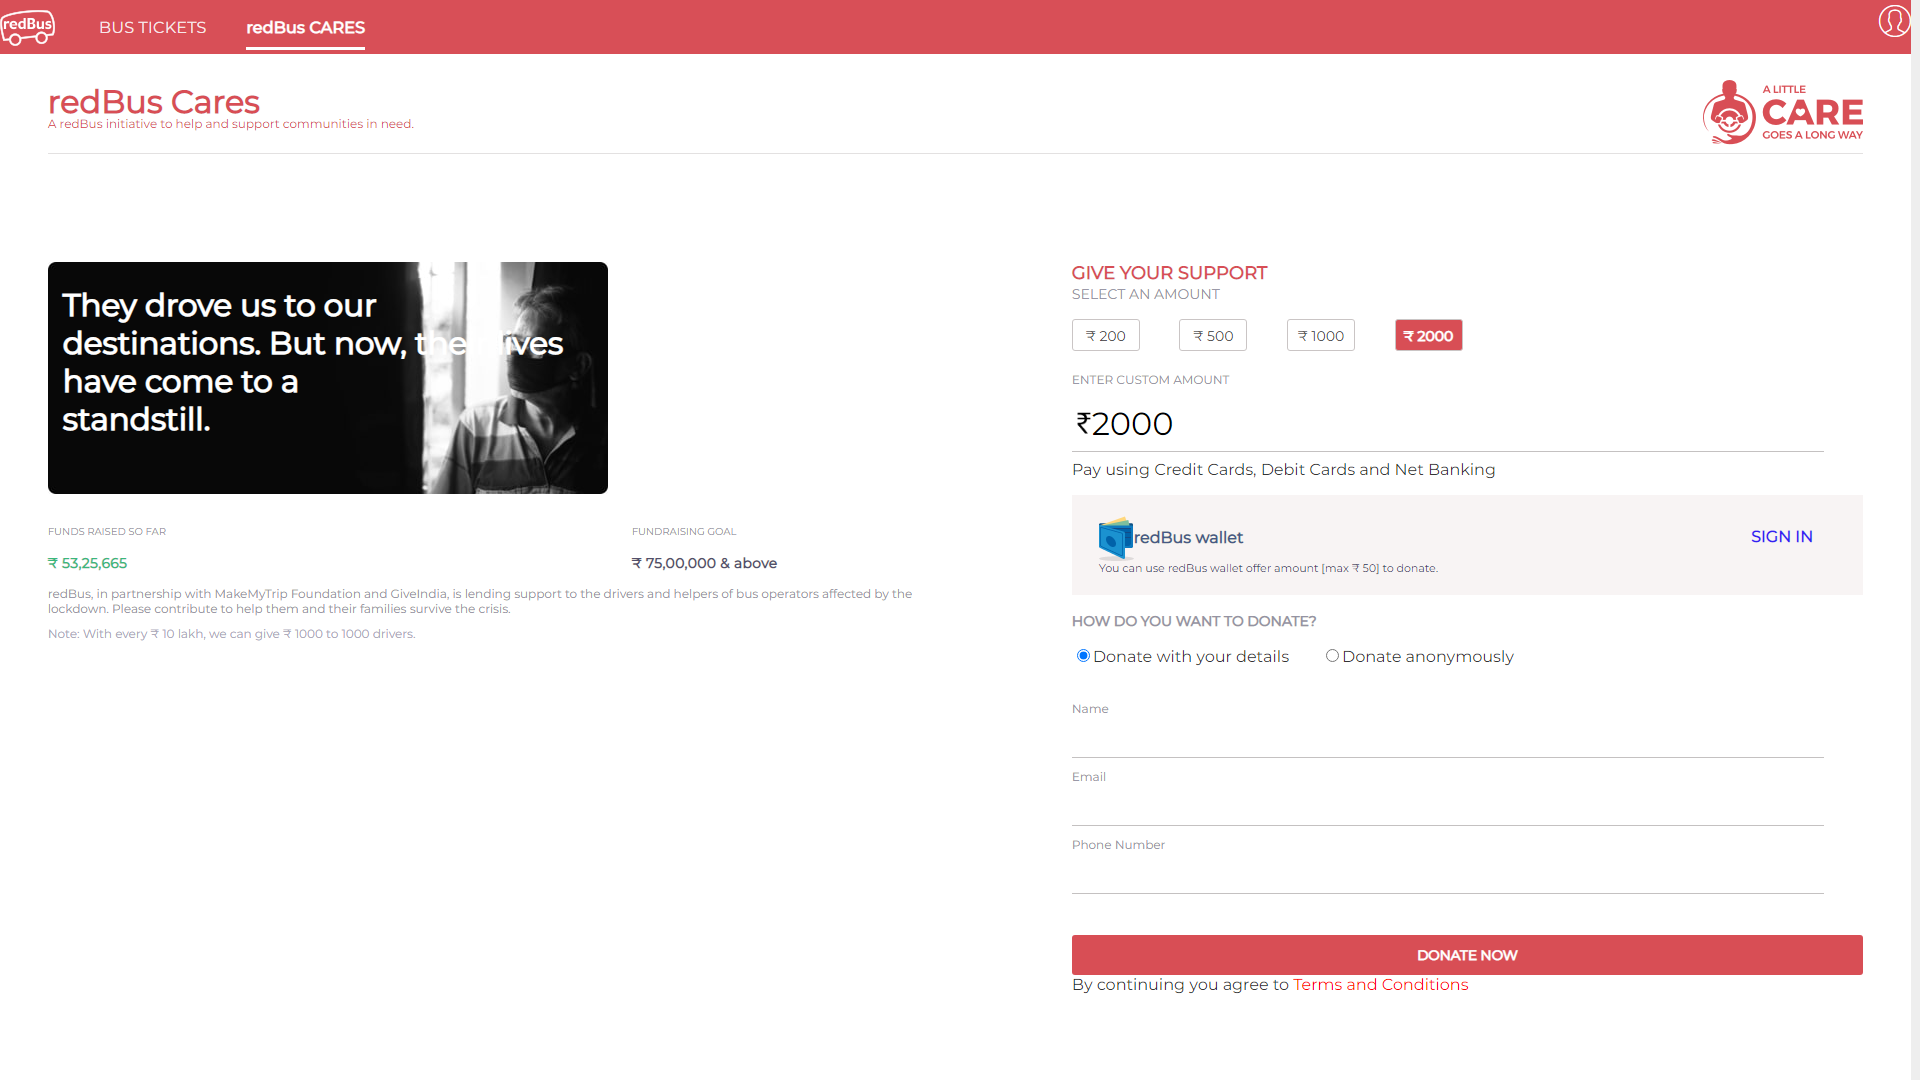 redBus
BUS TICKETS
redBus CARES
redBus Cares
A redBus initiative to help and support communities in need.
A LITTLE
CARE
GOES A LONG WAY
They drove us to our
destinations. But now, their lives
have come to a
standstill.
FUNDS RAISED SO FAR
₹ 53,25,665
FUNDRAISING GOAL
₹ 75,00,000 & above
redBus, in partnership with MakeMyTrip Foundation and GiveIndia, is lending support to the drivers and helpers of bus operators affected by the
lockdown. Please contribute to help them and their families survive the crisis.
Note: With every ₹ 10 lakh, we can give ₹ 1000 to 1000 drivers.
GIVE YOUR SUPPORT
SELECT AN AMOUNT
₹ 200
₹ 500
₹ 1000
₹ 2000
ENTER CUSTOM AMOUNT
₹2000
Pay using Credit Cards, Debit Cards and Net Banking
redBus wallet
SIGN IN
You can use redBus wallet offer amount [max ₹ 50] to donate.
HOW DO YOU WANT TO DONATE?
Donate with your details
Donate anonymously
Name
Email
Phone Number
DONATE NOW
By continuing you agree to Terms and Conditions